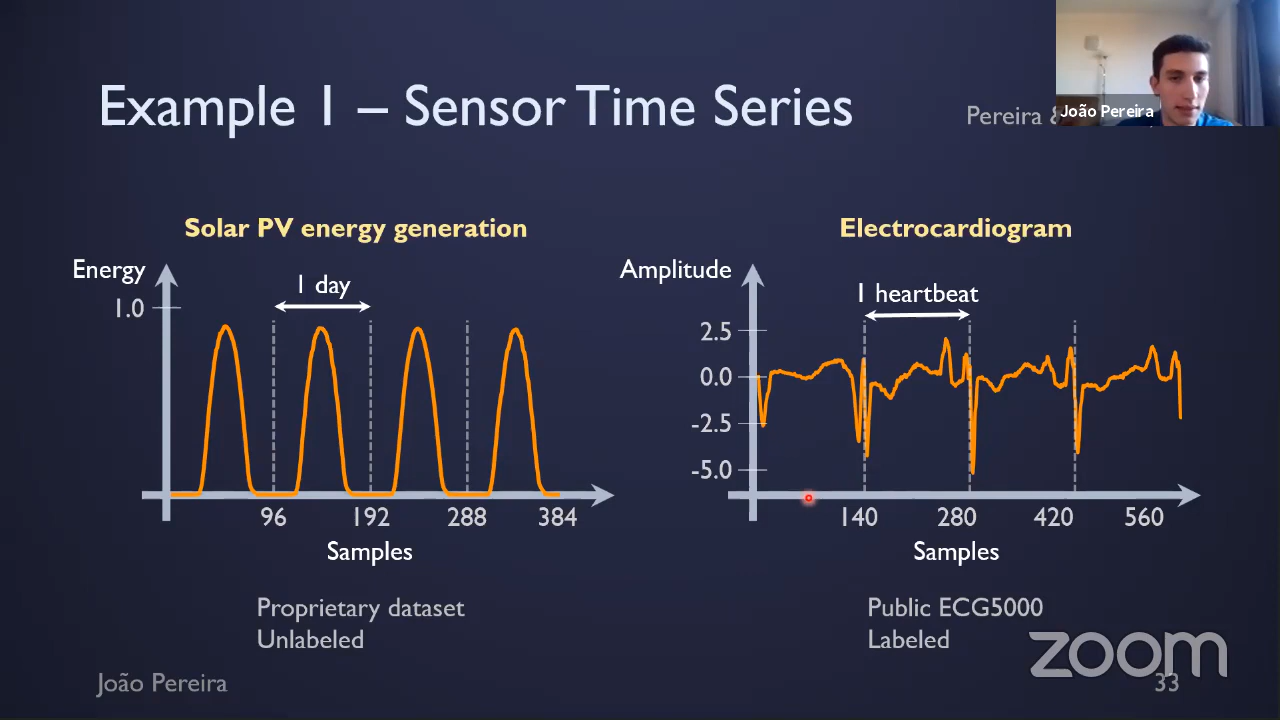 Example 1 – Sensor Time Series
Pereira &
João Pereira
Solar PV energy generation
Energy
1.0
1 day
96
192
288
384
Samples
Proprietary dataset
Unlabeled
Electrocardiogram
Amplitude
1 heartbeat
2.5
0.0
-2.5
-5.0
140
280
420
560
Samples
Public ECG5000
Labeled
zoom
João Pereira
33